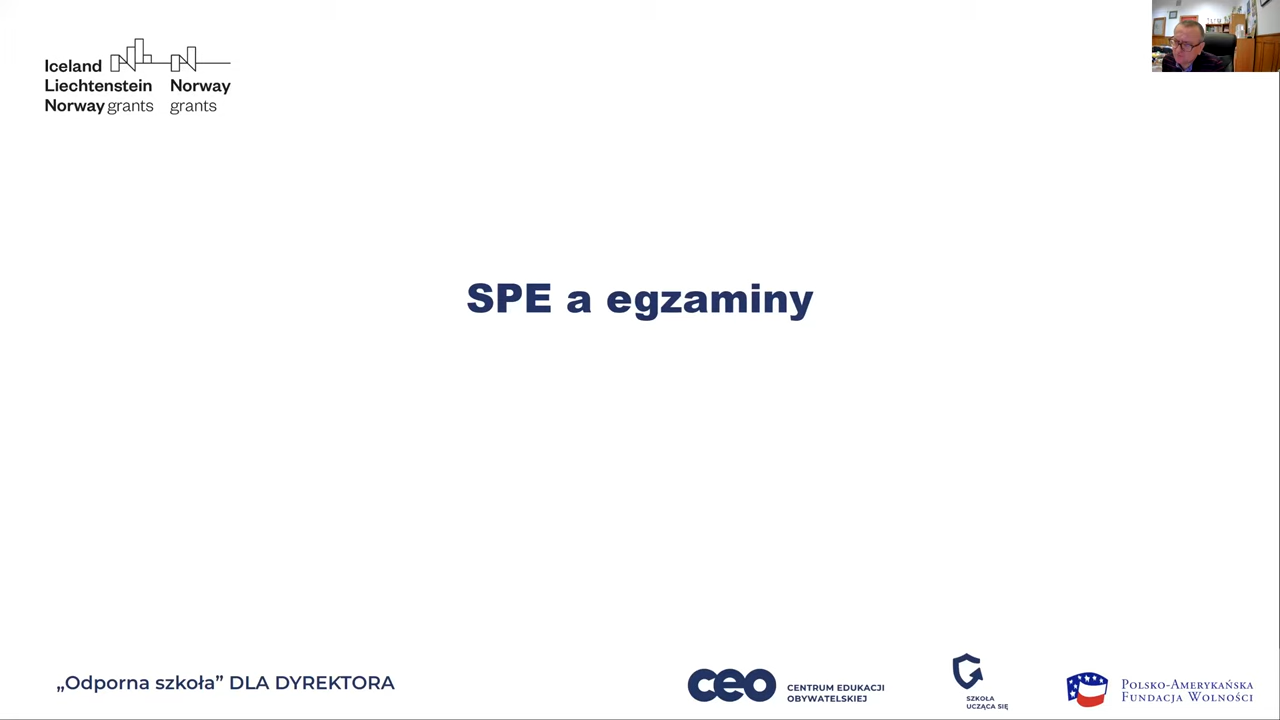 Iceland
Liechtenstein Norway
Norway grants grants
SPE a egzaminy
„Odporna szkoła” DLA DYREKTORA
ceo CENTRUM EDUKACJI
OBYWATELSKIEJ
SZKOŁA
UCZĄCA SIĘ
POLSKO-AMERYKAŃSKA
FUNDACJA WOLNOŚCI